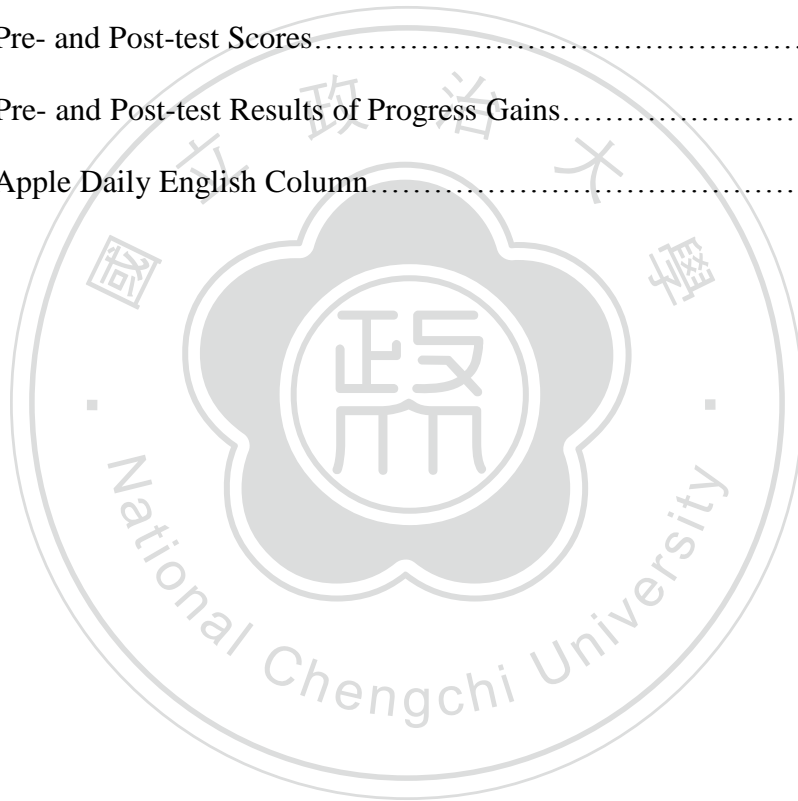 Pre- and Post-test Scores……………………………………………
Pre- and Post-test Results of Progress Gains…………………
Apple Daily English Column………………………………………
國立政治大學
政
National Chengchi University